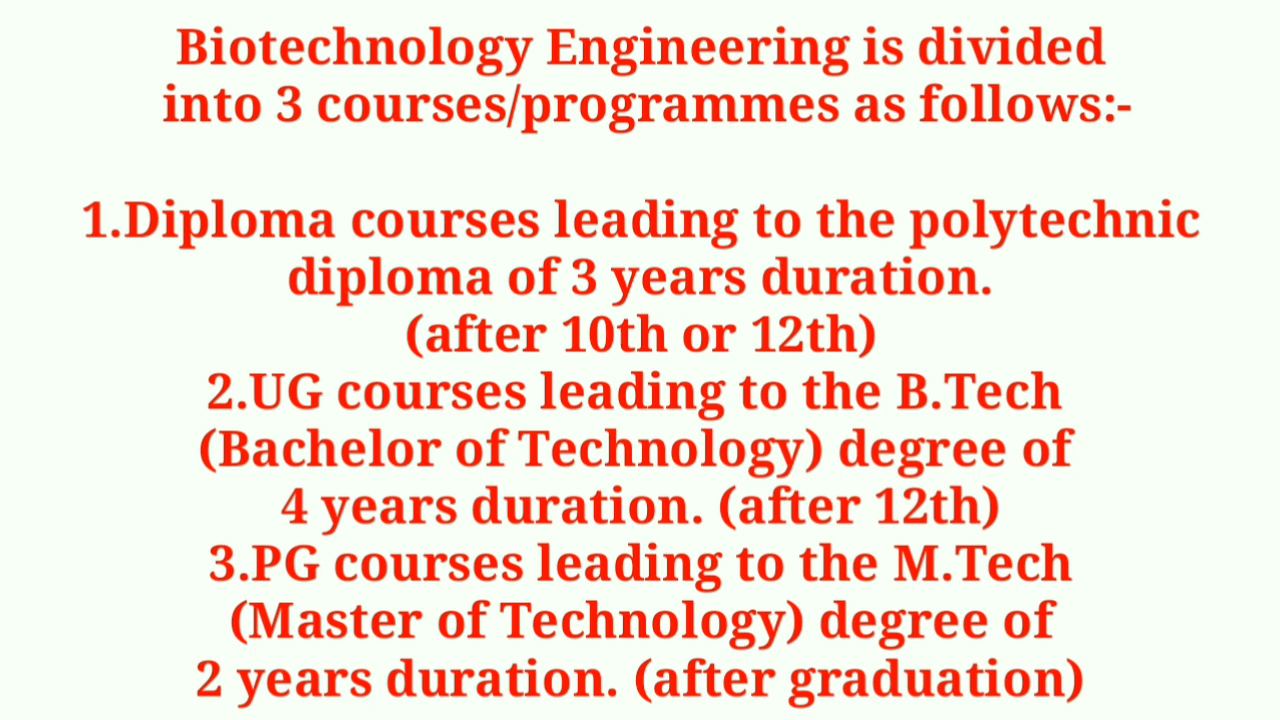 Biotechnology Engineering is divided
into 3 courses/programmes as follows:-
1.Diploma courses leading to the polytechnic
diploma of 3 years duration.
(after 10th or 12th)
2.UG courses leading to the B.Tech
(Bachelor of Technology) degree of
4 years duration. (after 12th)
3.PG courses leading to the M.Tech
(Master of Technology) degree of
2 years duration. (after graduation)